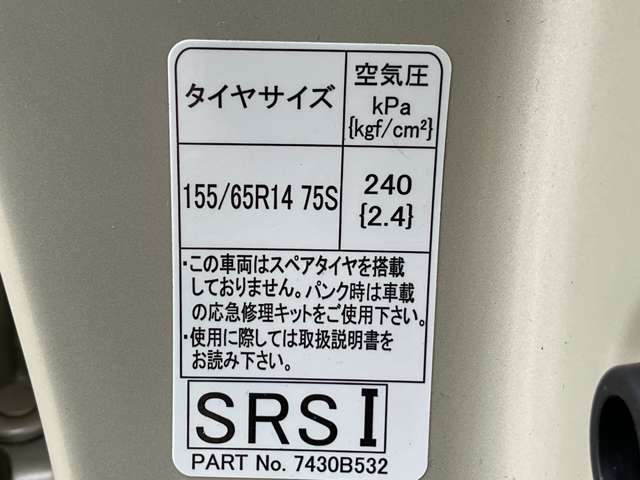 タイヤサイズ
空気圧
kPa
{kgf/cm²}
155/65R14 75S
240
{2.4}
・この車両はスペアタイヤを搭載
しておりません。パンク時は車載
の応急修理キットをご使用下さい。
・使用に際しては取扱説明書を
お読み下さい。
SRS I
PART No. 7430B532